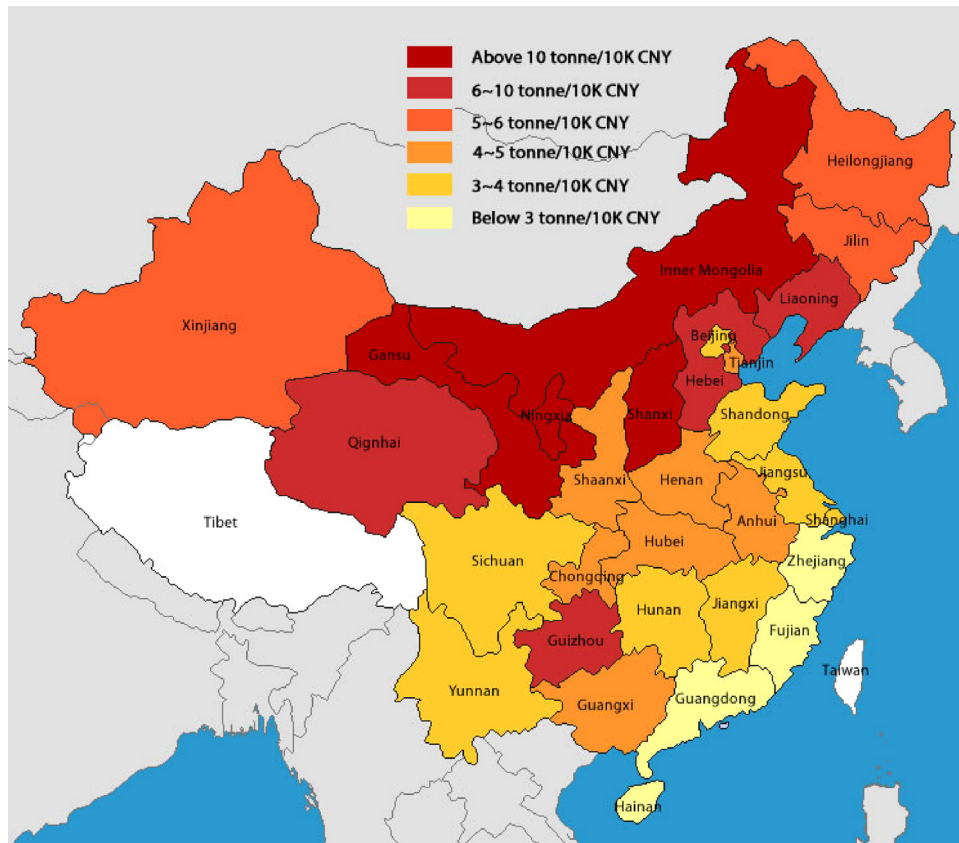 Above 10 tonne/10K CNY
6~10 tonne/10K CNY
5~6 tonne/10K CNY
4~5 tonne/10K CNY
3~4 tonne/10K CNY
Below 3 tonne/10K CNY
Heilongjiang
Jilin
Inner Mongolia
Liaoning
Xinjiang
Beijing
Gansu
Tianjin
Hebei
Ningxia
Shanxi
Shandong
Qignhai
Jiangsu
Shaanxi
Henan
Tibet
Anhui
Shanghai
Hubei
Sichuan
Zhejiang
Chongqing
Hunan
Jiangxi
Guizhou
Fujian
Taiwan
Yunnan
Guangxi
Guangdong
Hainan